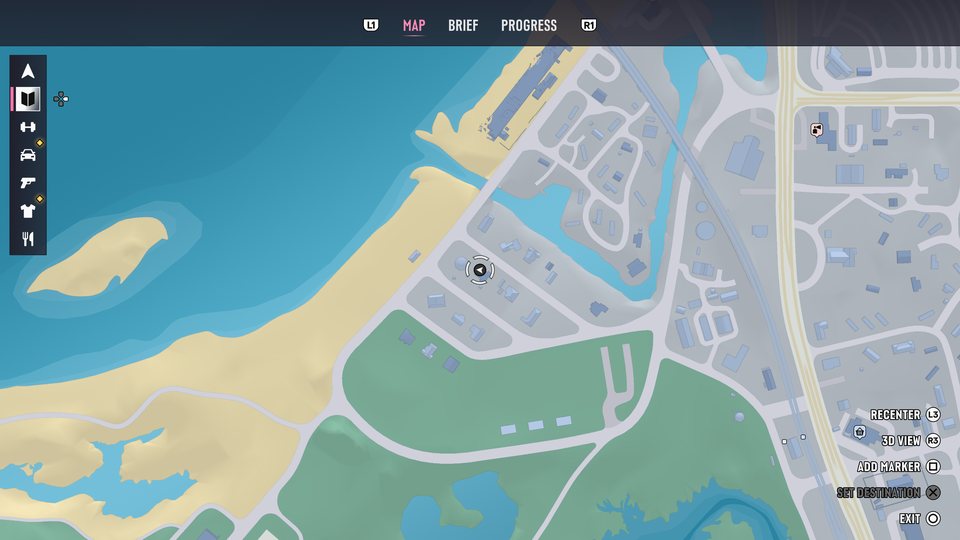 L1 MAP BRIEF PROGRESS R1
RECENTER L3
3D VIEW R3
ADD MARKER
SET DESTINATION
EXIT